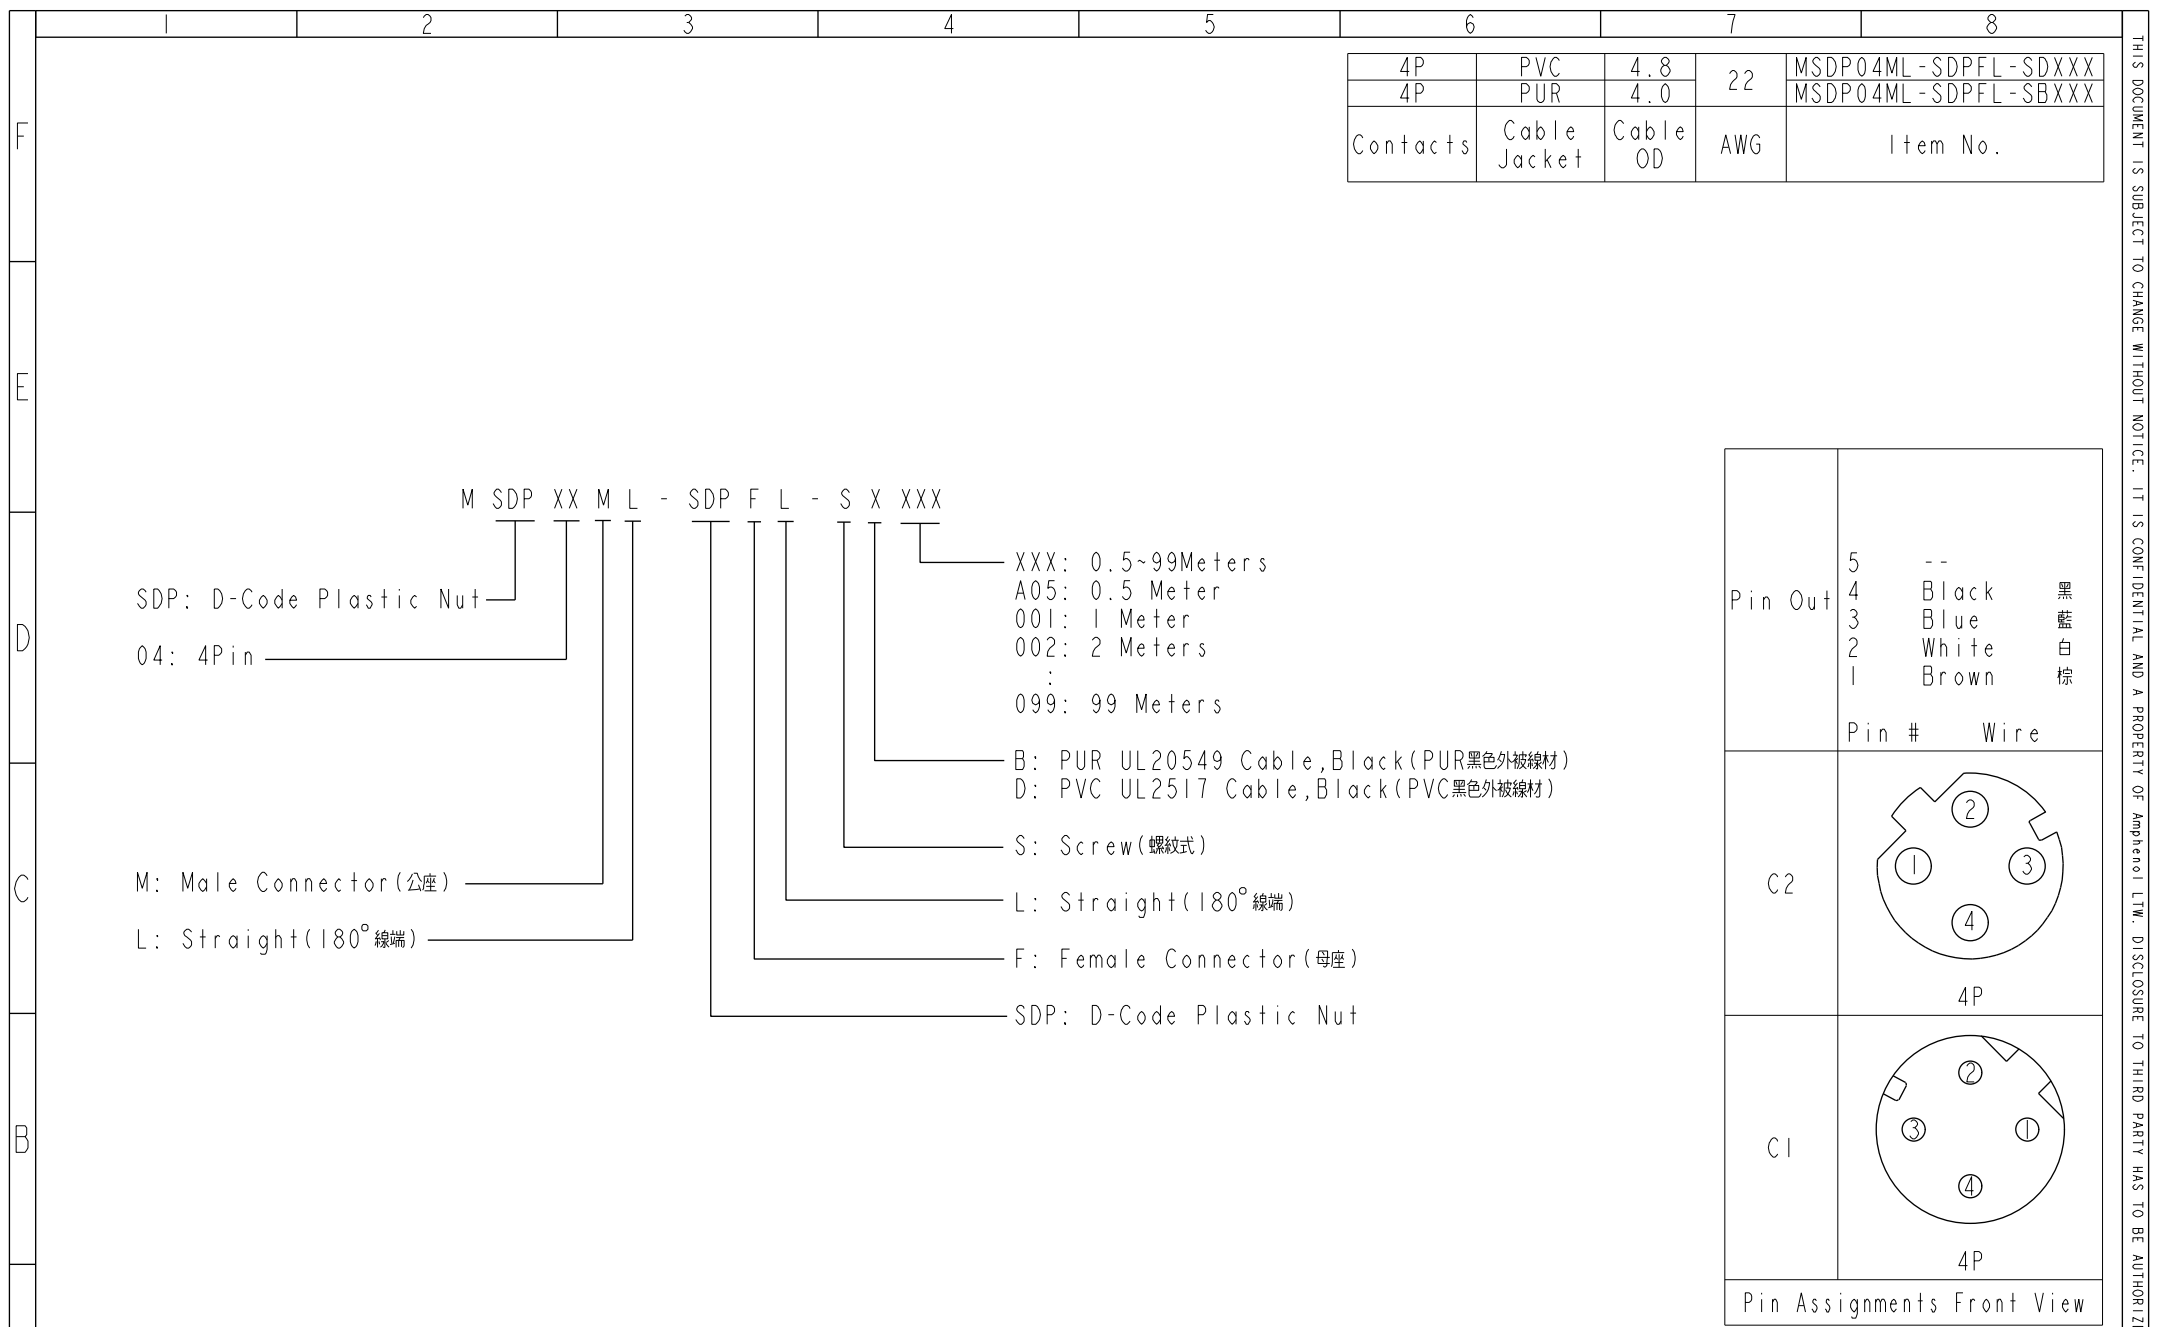 1 2 3 4 5 6 7 8
F
E
D
C
B
4P PVC 4.8 22 MSDP04ML-SDPFL-SDXXX
4P PUR 4.0 MSDP04ML-SDPFL-SBXXX
Contacts Cable Jacket Cable OD AWG Item No.
M SDP XX M L - SDP F L - S X XXX
SDP: D-Code Plastic Nut
04: 4Pin
M: Male Connector(公座)
L: Straight(180°線端)
XXX: 0.5~99Meters
A05: 0.5 Meter
001: 1 Meter
002: 2 Meters
:
099: 99 Meters
B: PUR UL20549 Cable,Black(PUR黑色外被線材)
D: PVC UL2517 Cable,Black(PVC黑色外被線材)
S: Screw(螺紋式)
L: Straight(180°線端)
F: Female Connector(母座)
SDP: D-Code Plastic Nut
Pin Out
5 --
4 Black 黑
3 Blue 藍
2 White 白
1 Brown 棕
Pin # Wire
C2
2
1 3
4
4P
C1
2
3 1
4
4P
Pin Assignments Front View
THIS DOCUMENT IS SUBJECT TO CHANGE WITHOUT NOTICE. IT IS CONFIDENTIAL AND A PROPERTY OF Amphenol LTW. DISCLOSURE TO THIRD PARTY HAS TO BE